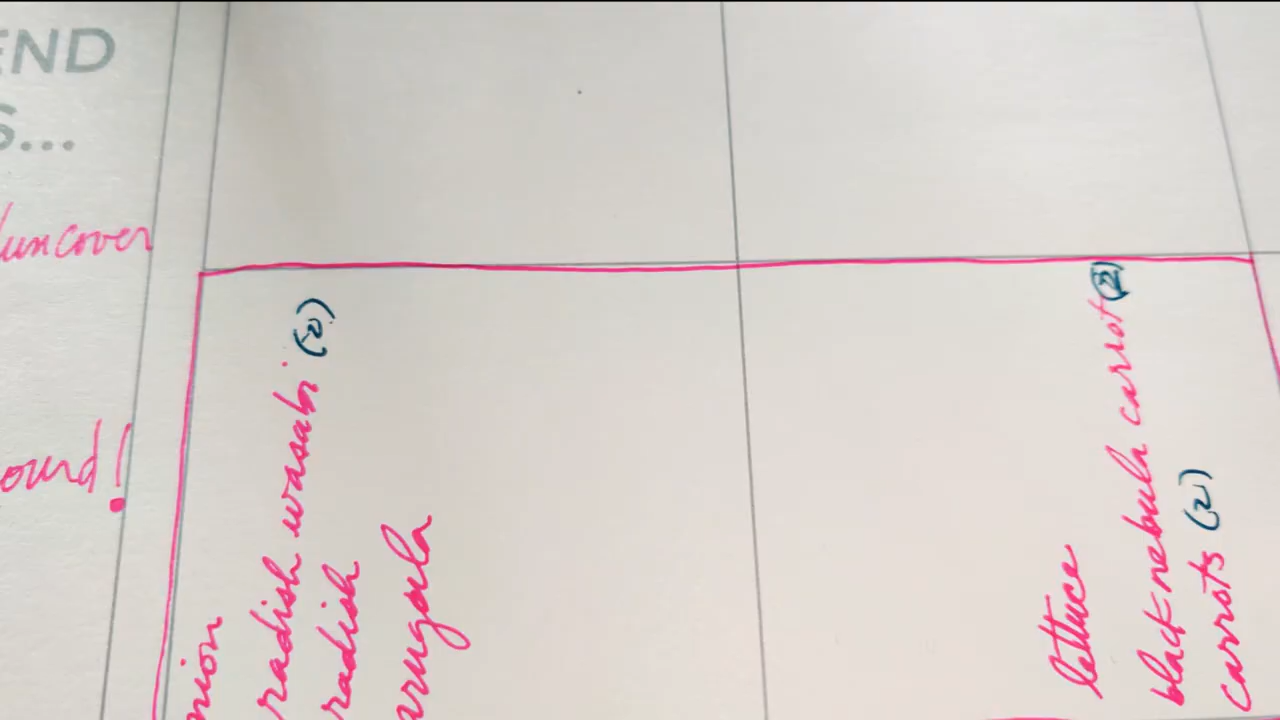 END
S...
uncover
ound!
nion
radish wasabi (2)
radish
arugula
lettuce
black nebula carrot (2)
carrots (2)